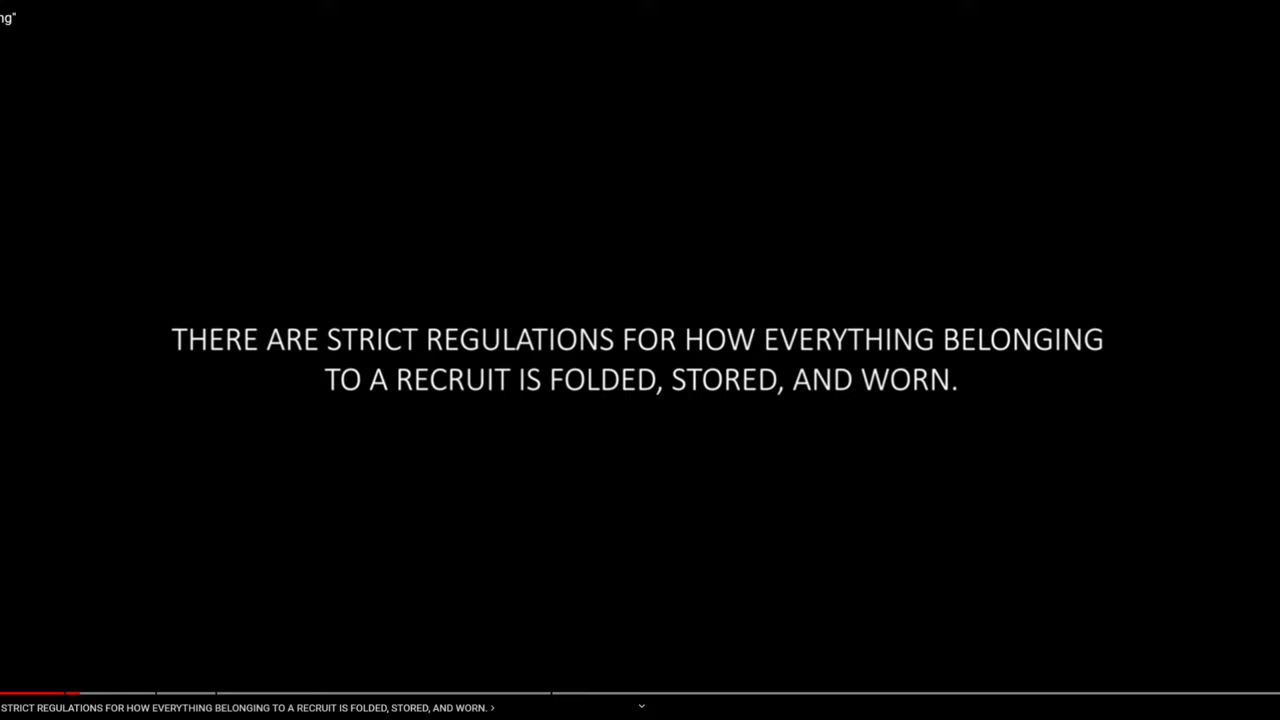 ng"
THERE ARE STRICT REGULATIONS FOR HOW EVERYTHING BELONGING
TO A RECRUIT IS FOLDED, STORED, AND WORN.
STRICT REGULATIONS FOR HOW EVERYTHING BELONGING TO A RECRUIT IS FOLDED, STORED, AND WORN.